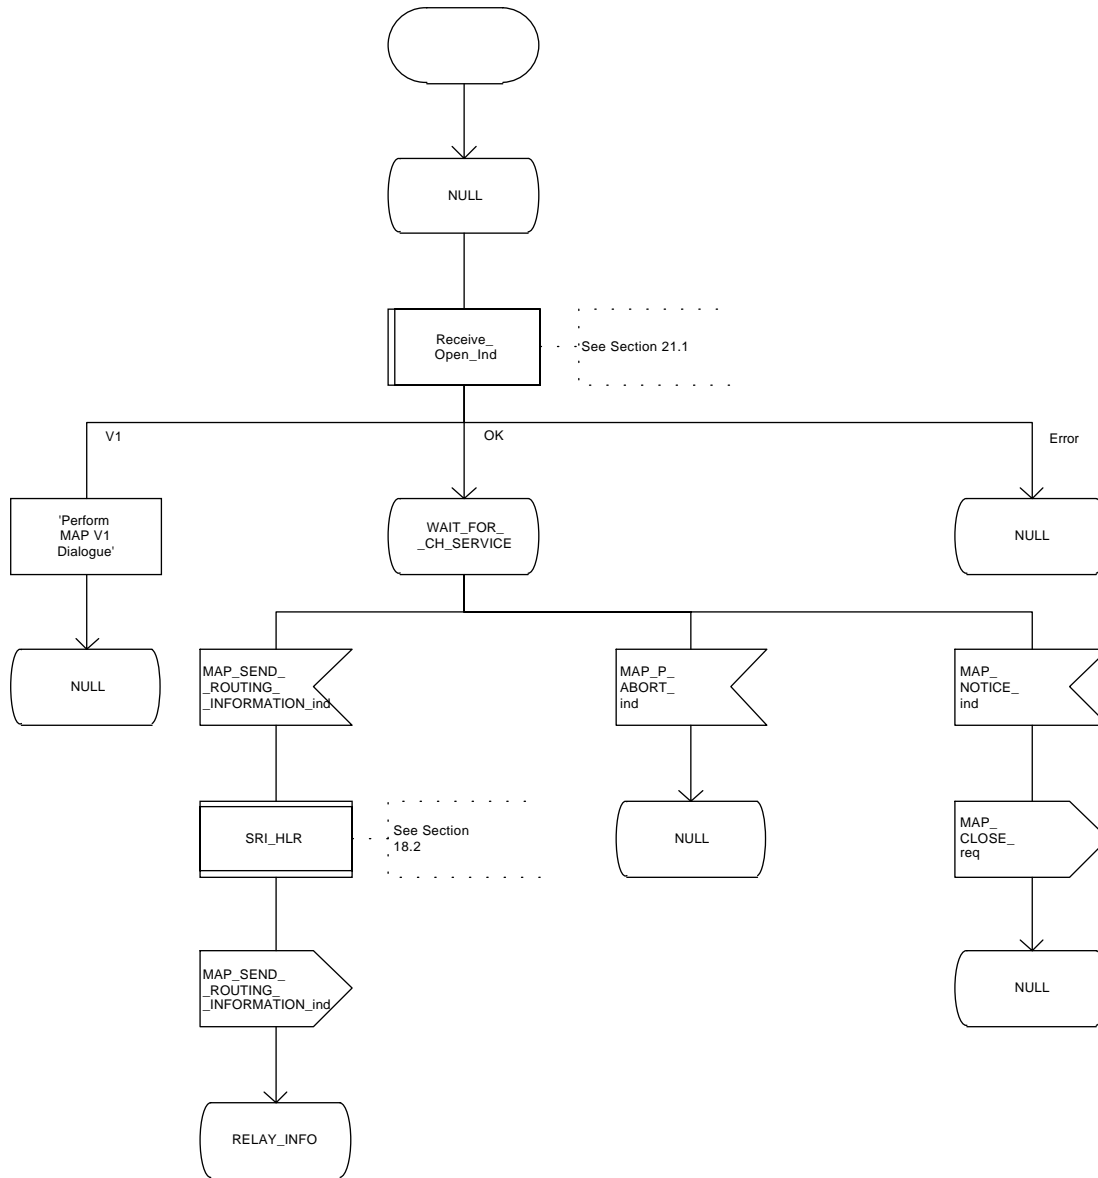 NULL
Receive_
Open_Ind
See Section 21.1
V1
OK
Error
'Perform
MAP V1
Dialogue'
WAIT_FOR_
_CH_SERVICE
NULL
NULL
MAP_SEND_
_ROUTING_
_INFORMATION_ind
MAP_P_
ABORT_
ind
MAP_
NOTICE_
ind
SRI_HLR
See Section
18.2
NULL
MAP_
CLOSE_
req
MAP_SEND_
_ROUTING_
_INFORMATION_ind
NULL
RELAY_INFO